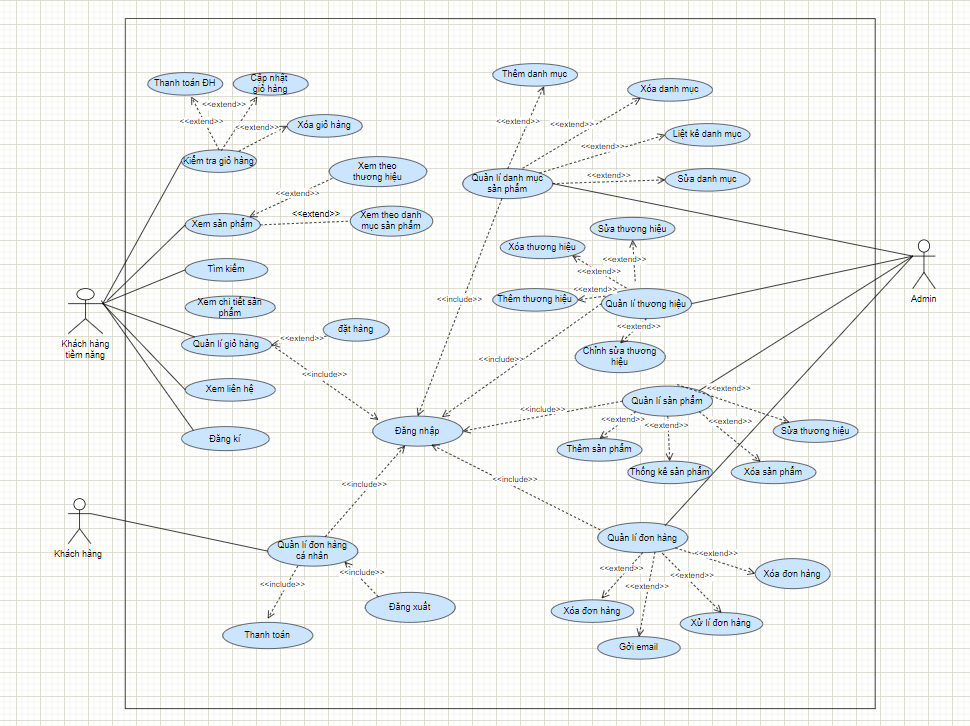 Thêm danh mục
Thanh toán ĐH
Cập nhật
giỏ hàng
Xóa danh mục
<<extend>>
<<extend>>
<<extend>>
Xóa giỏ hàng
<<extend>>
<<extend>>
Liệt kê danh mục
<<extend>>
Kiểm tra giỏ hàng
Xem theo
thương hiệu
Quản lí danh mục
sản phẩm
<<extend>>
Sửa danh mục
<<extend>>
Xem sản phẩm
<<extend>>
Xem theo danh
mục sản phẩm
Sửa thương hiệu
Xóa thương hiệu
<<extend>>
Tìm kiếm
<<extend>>
<<extend>>
Admin
Xem chi tiết sản
phẩm
<<include>>
Thêm thương hiệu
Quản lí thương hiệu
Khách hàng
tiềm năng
Quản lí giỏ hàng
<<extend>>
đặt hàng
<<extend>>
Chỉnh sửa thương
hiệu
<<include>>
<<include>>
Xem liên hệ
<<extend>>
Quản lí sản phẩm
<<include>>
<<extend>>
<<extend>>
<<extend>>
Đăng kí
Đăng nhập
Sửa thương hiệu
Thêm sản phẩm
Thống kê sản phẩm
Xóa sản phẩm
<<include>>
<<include>>
Khách hàng
Quản lí đơn hàng
cá nhân
Quản lí đơn hàng
<<extend>>
<<include>>
<<include>>
<<extend>>
<<extend>>
<<extend>>
Xóa đơn hàng
Đăng xuất
Xóa đơn hàng
Xử lí đơn hàng
Thanh toán
Gởi email